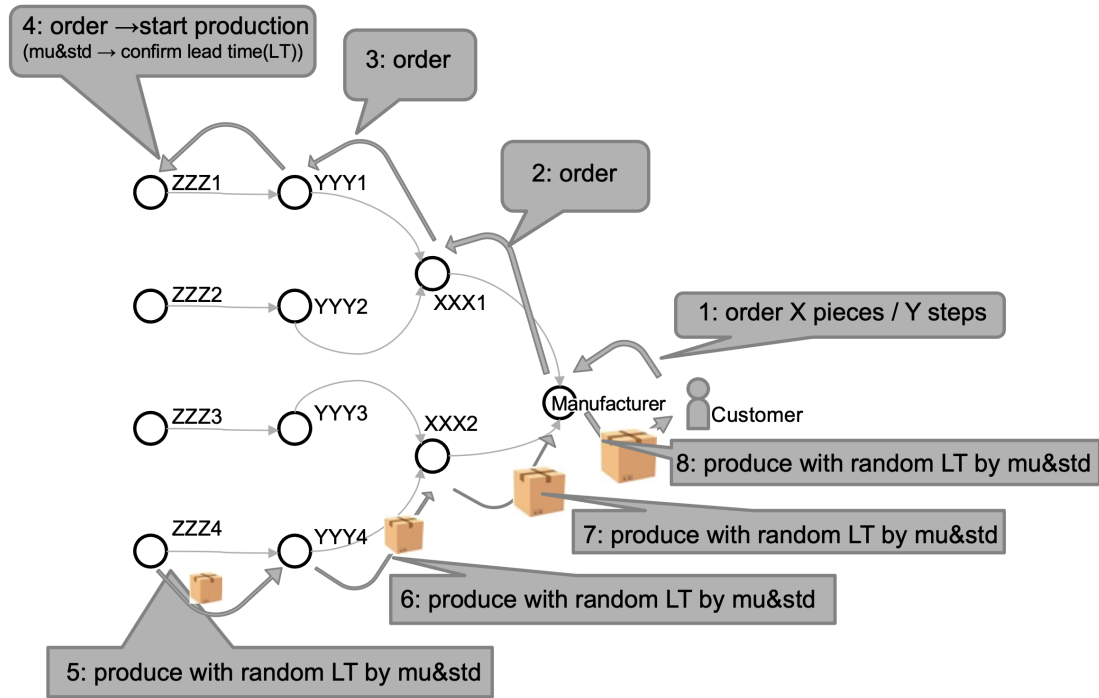 4: order →start production
(mu&std → confirm lead time(LT))
3: order
2: order
ZZZ1
YYY1
ZZZ2
YYY2
XXX1
1: order X pieces / Y steps
ZZZ3
YYY3
XXX2
Manufacturer
Customer
8: produce with random LT by mu&std
7: produce with random LT by mu&std
ZZZ4
YYY4
6: produce with random LT by mu&std
5: produce with random LT by mu&std